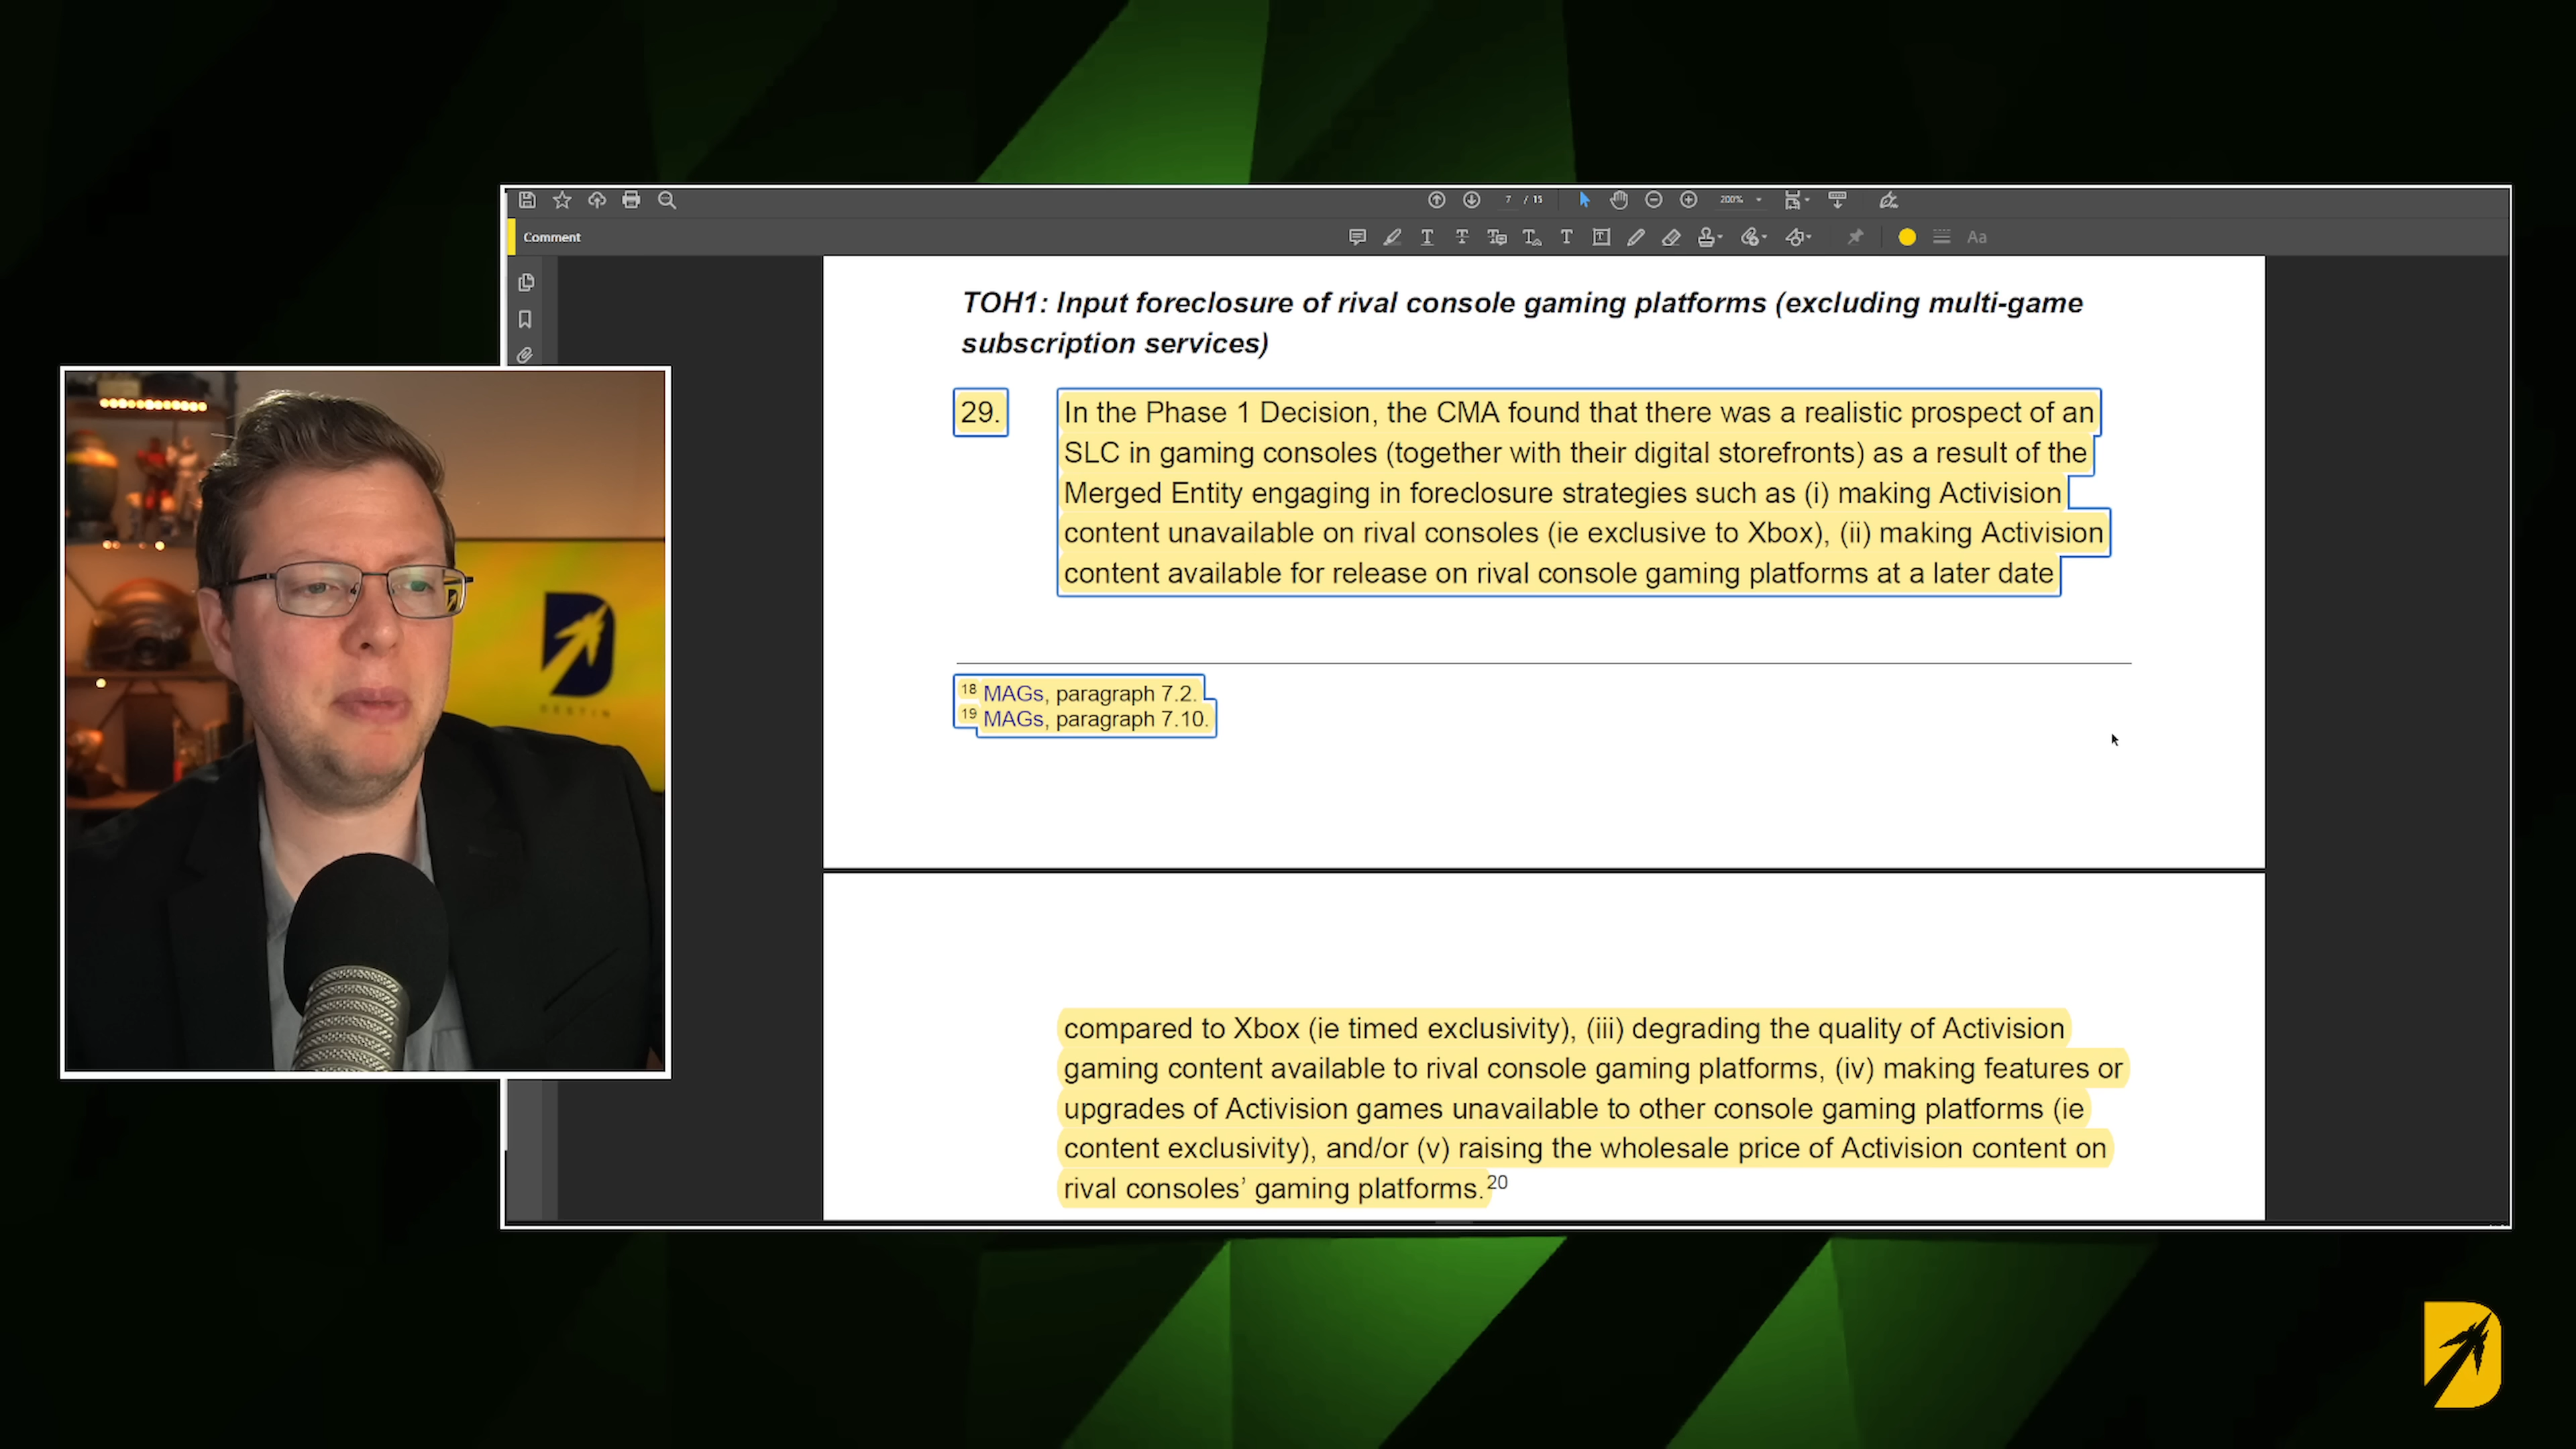 7 / 15
200%
Comment
Aa
TOH1: Input foreclosure of rival console gaming platforms (excluding multi-game
subscription services)
29. In the Phase 1 Decision, the CMA found that there was a realistic prospect of an
SLC in gaming consoles (together with their digital storefronts) as a result of the
Merged Entity engaging in foreclosure strategies such as (i) making Activision
content unavailable on rival consoles (ie exclusive to Xbox), (ii) making Activision
content available for release on rival console gaming platforms at a later date
18 MAGs, paragraph 7.2.
19 MAGs, paragraph 7.10.
compared to Xbox (ie timed exclusivity), (iii) degrading the quality of Activision
gaming content available to rival console gaming platforms, (iv) making features or
upgrades of Activision games unavailable to other console gaming platforms (ie
content exclusivity), and/or (v) raising the wholesale price of Activision content on
rival consoles’ gaming platforms.20
DESTIN